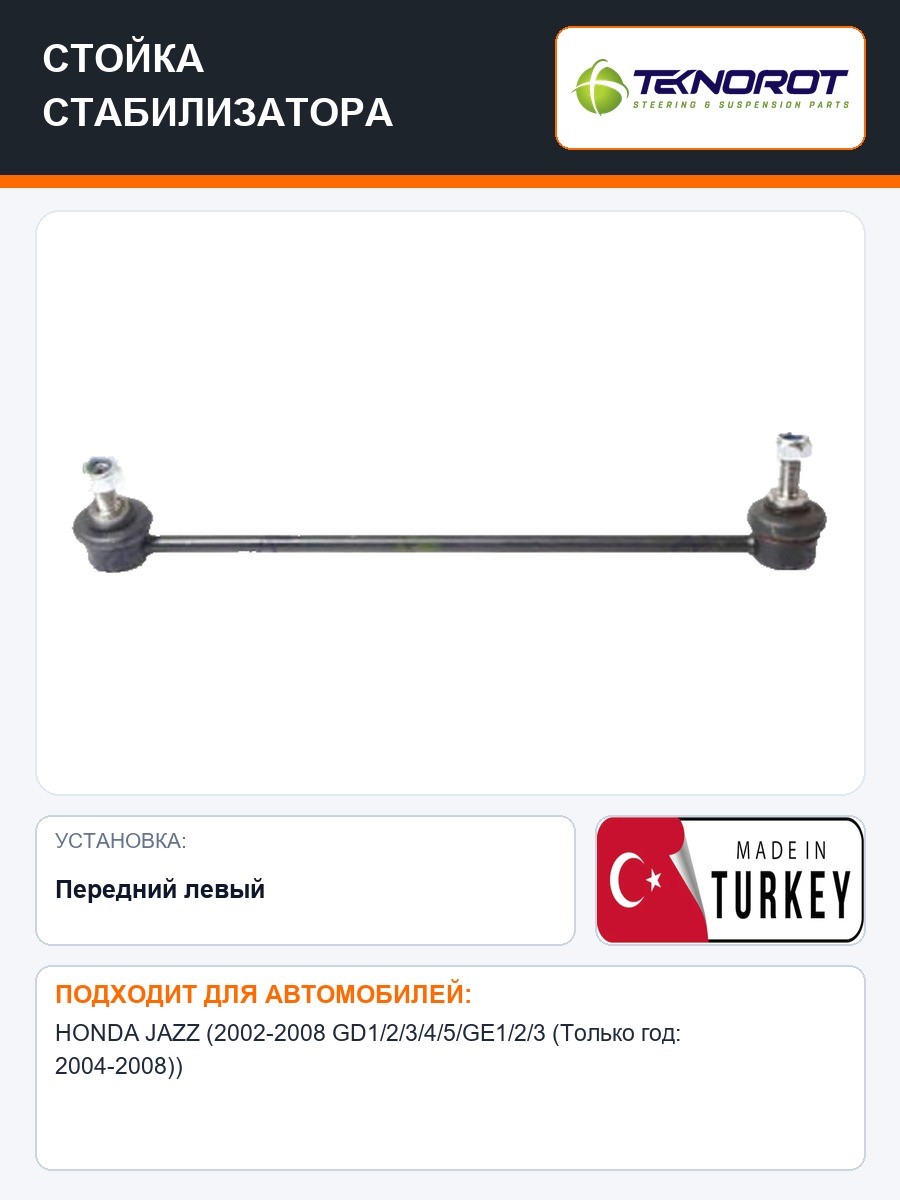 СТОЙКА
СТАБИЛИЗАТОРА
TEKNOROT
STEERING & SUSPENSION PARTS
УСТАНОВКА:
Передний левый
MADE IN
TURKEY
ПОДХОДИТ ДЛЯ АВТОМОБИЛЕЙ:
HONDA JAZZ (2002-2008 GD1/2/3/4/5/GE1/2/3 (Только год:
2004-2008))